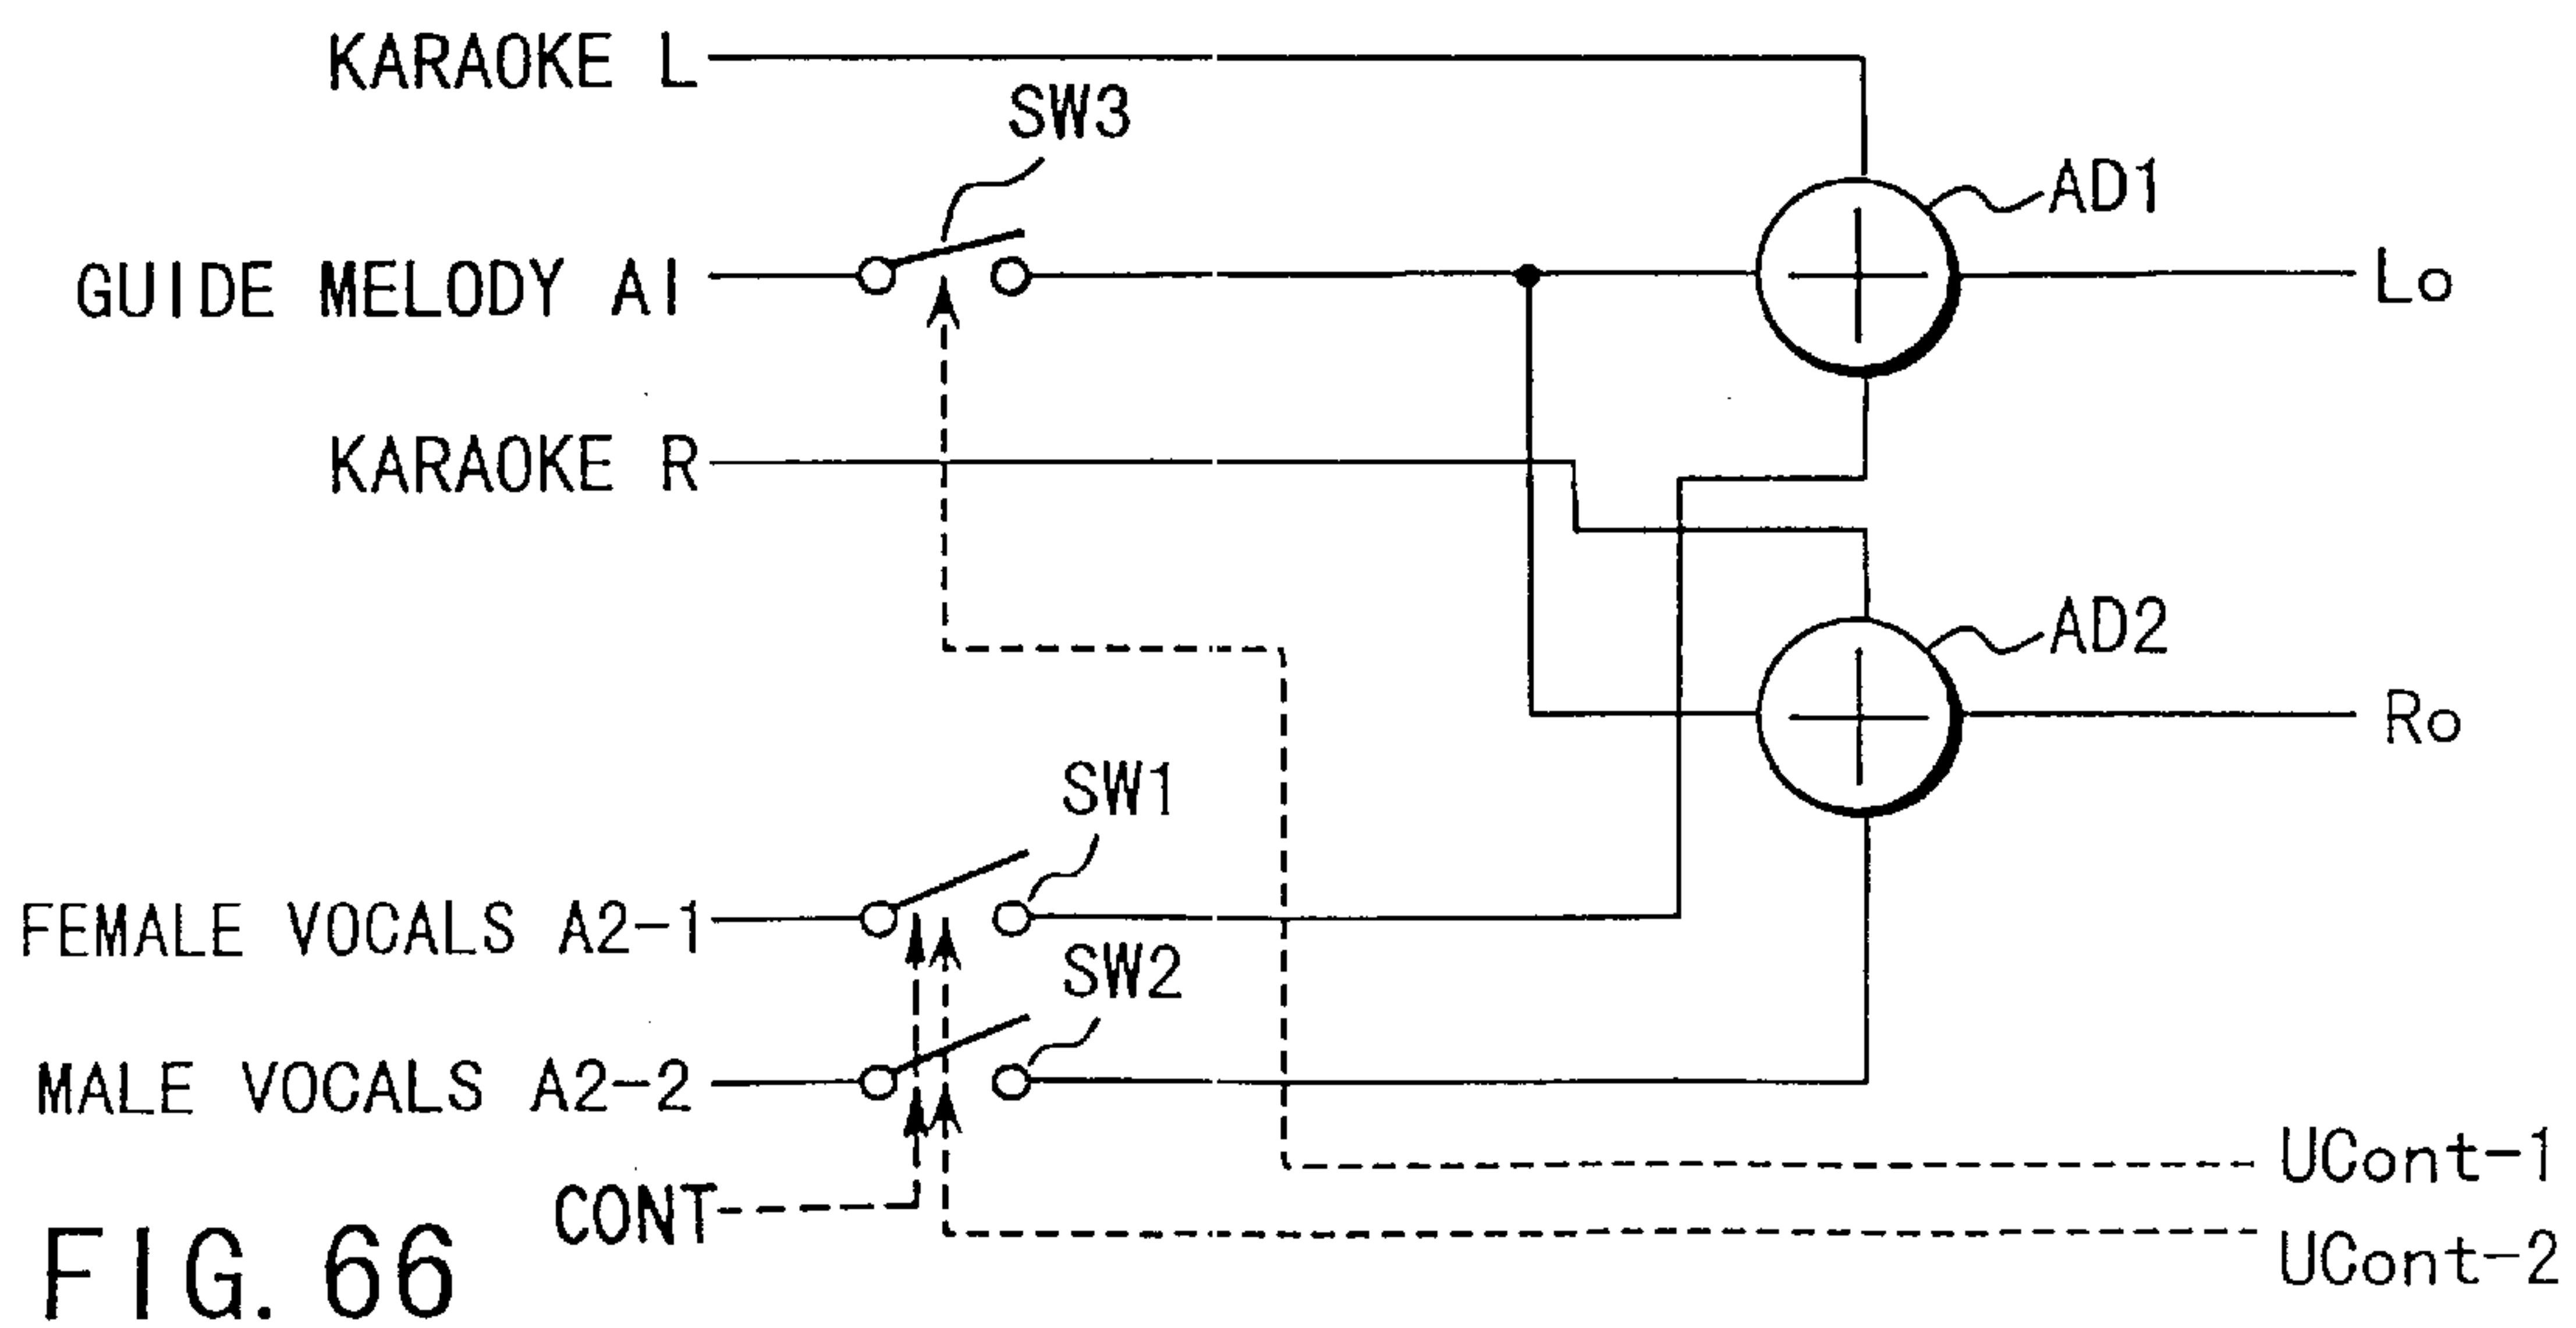 KARAOKE L
SW3
AD1
GUIDE MELODY AI
Lo
KARAOKE R
AD2
Ro
SW1
FEMALE VOCALS A2-1
SW2
MALE VOCALS A2-2
UCont-1
CONT
UCont-2
FIG. 66